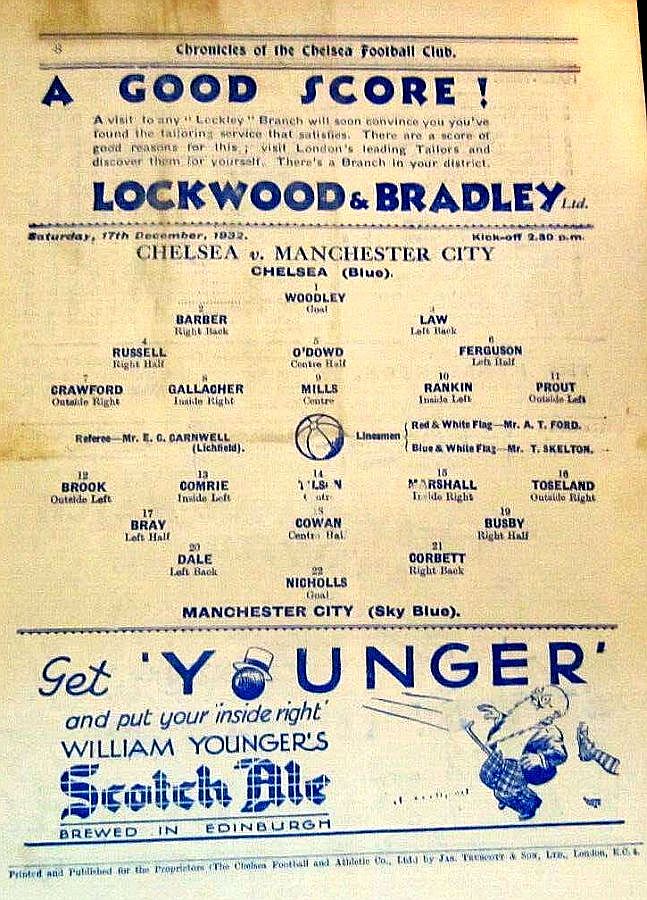 8
Chronicles of the Chelsea Football Club.
A GOOD SCORE!
A visit to any "Lockley" Branch will soon convince you you've
found the tailoring service that satisfies. There are a score of
good reasons for this; visit London's leading Tailors and
discover them for yourself. There's a Branch in your district.
LOCKWOOD & BRADLEY Ltd.
Saturday, 17th December, 1932. Kick-off 2.30 p.m.
CHELSEA v. MANCHESTER CITY
CHELSEA (Blue).
1
WOODLEY
Goal
2 3
BARBER LAW
Right Back Left Back
4 5 6
RUSSELL O'DOWD FERGUSON
Right Half Centre Half Left Half
7 8 9 10 11
CRAWFORD GALLACHER MILLS RANKIN PROUT
Outside Right Inside Right Centre Inside Left Outside Left
Referee—Mr. E. C. CARNWELL
(Lichfield).
Linesmen
Red & White Flag—Mr. A. T. FORD.
Blue & White Flag—Mr. T. SKELTON.
12 13 14 15 16
BROOK COMRIE MARSHALL TOSELAND
Outside Left Inside Left Inside Right Outside Right
17 18 19
BRAY COWAN BUSBY
Left Half Centre Half Right Half
20 21
DALE CORBETT
Left Back Right Back
22
NICHOLLS
Goal
MANCHESTER CITY (Sky Blue).
Get 'YOUNGER'
and put your 'inside right'
WILLIAM YOUNGER'S
Scotch Ale
BREWED IN EDINBURGH
Printed and Published for the Proprietors (The Chelsea Football and Athletic Co., Ltd.) by JAS. TRUSCOTT & SON, LTD., London, E.C.4.